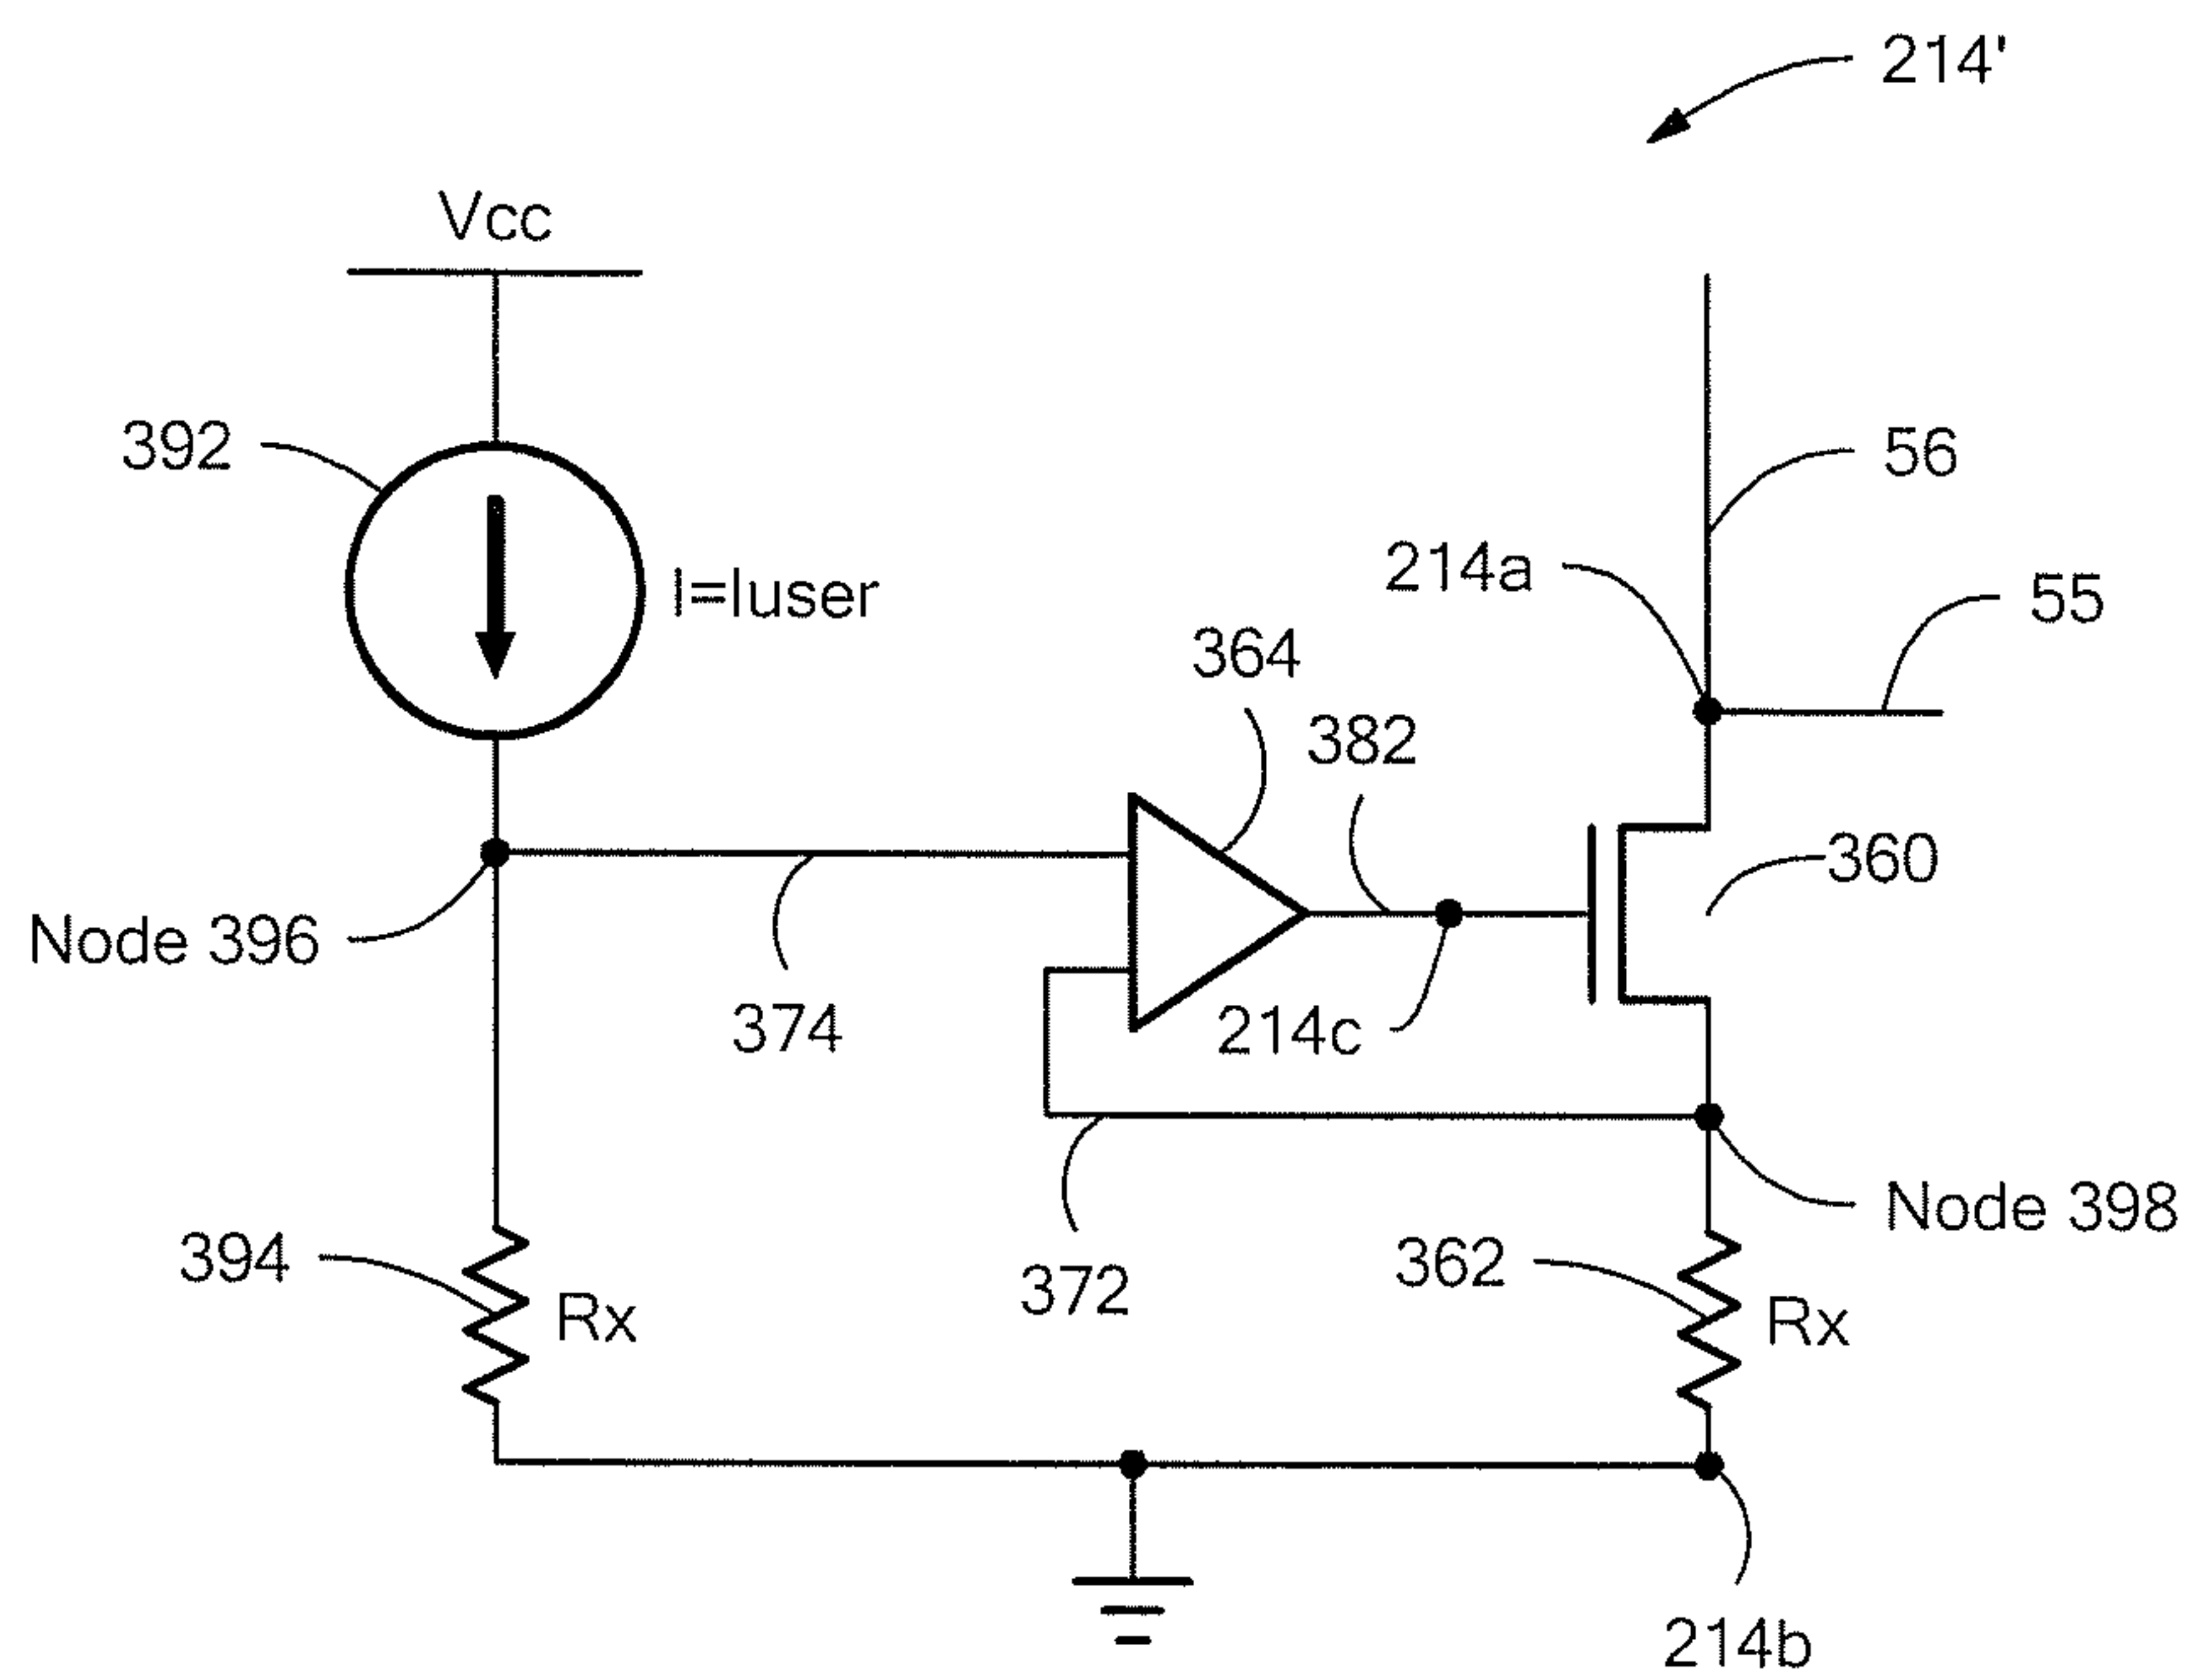 214'
Vcc
392
I=Iuser
56
214a
55
364
382
360
Node 396
374
214c
Node 398
394
Rx
372
362
Rx
214b